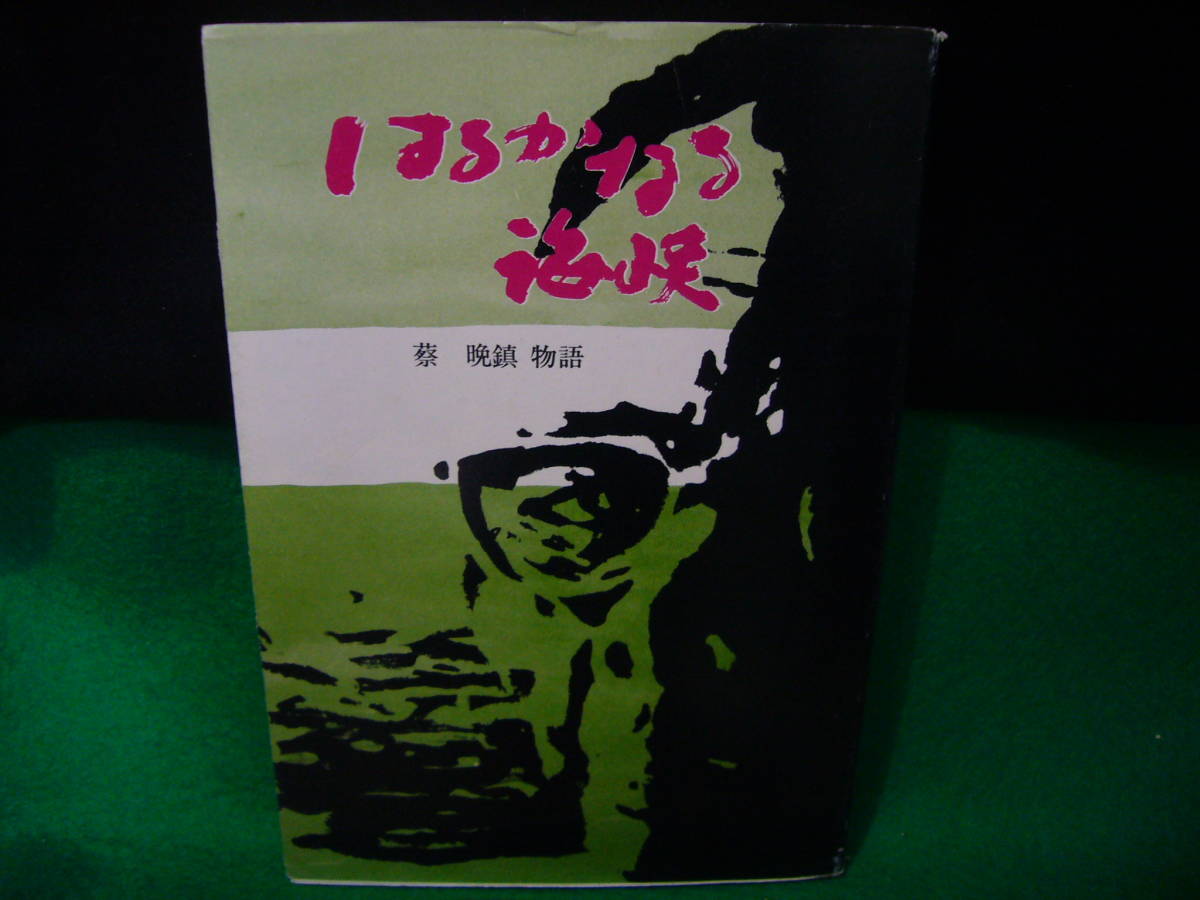 はるかなる
海峡
蔡 晩鎮 物語